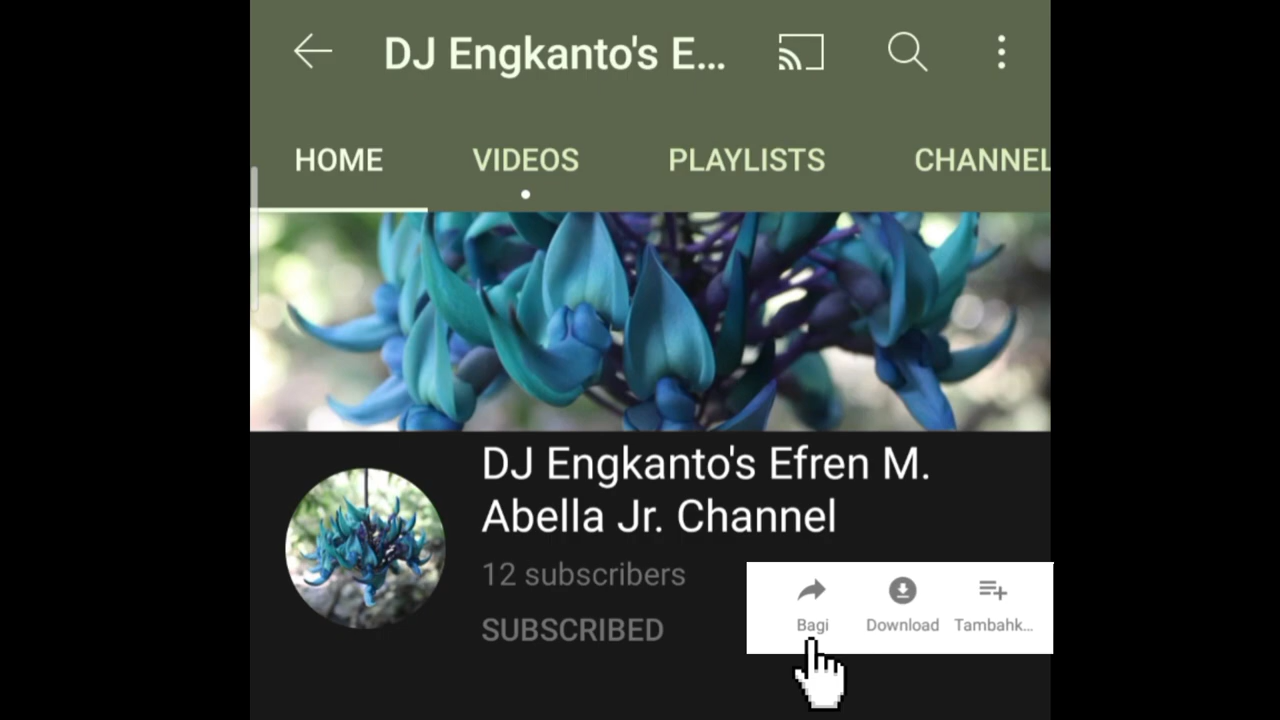 DJ Engkanto's E...
HOME VIDEOS PLAYLISTS CHANNEL
DJ Engkanto's Efren M.
Abella Jr. Channel
12 subscribers
SUBSCRIBED
Bagi Download Tambahk...